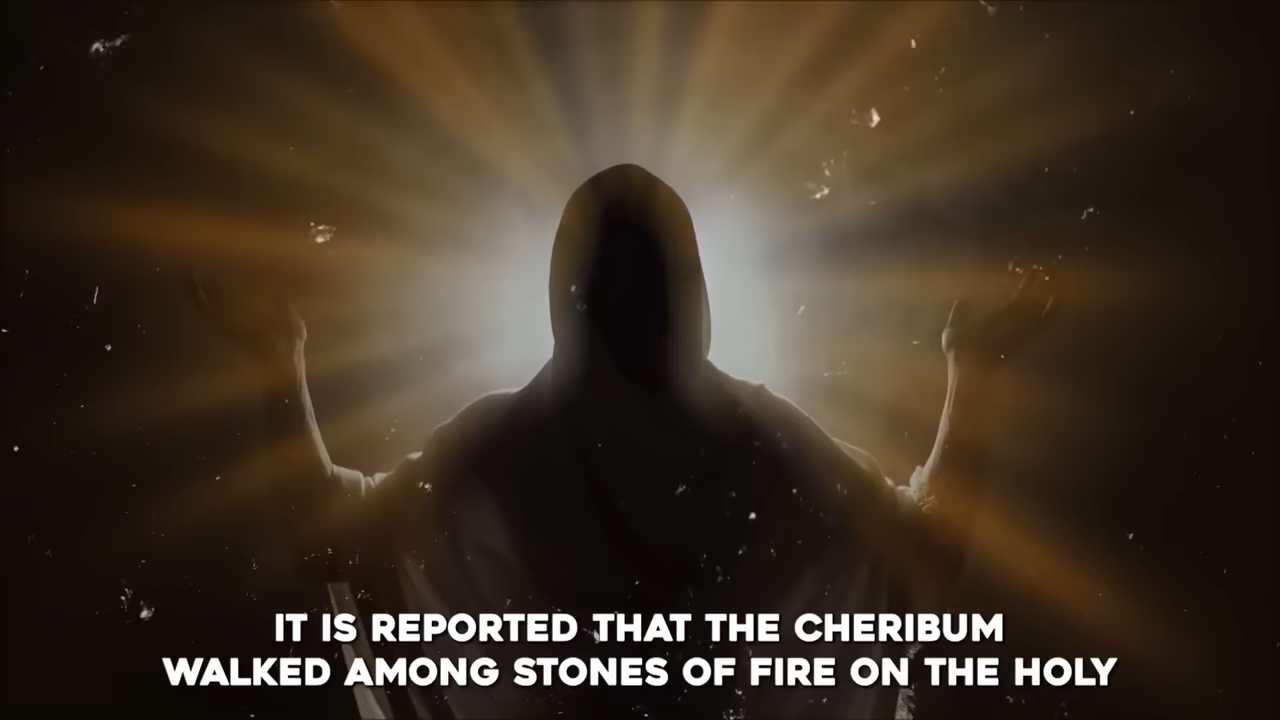 IT IS REPORTED THAT THE CHERIBUM
WALKED AMONG STONES OF FIRE ON THE HOLY